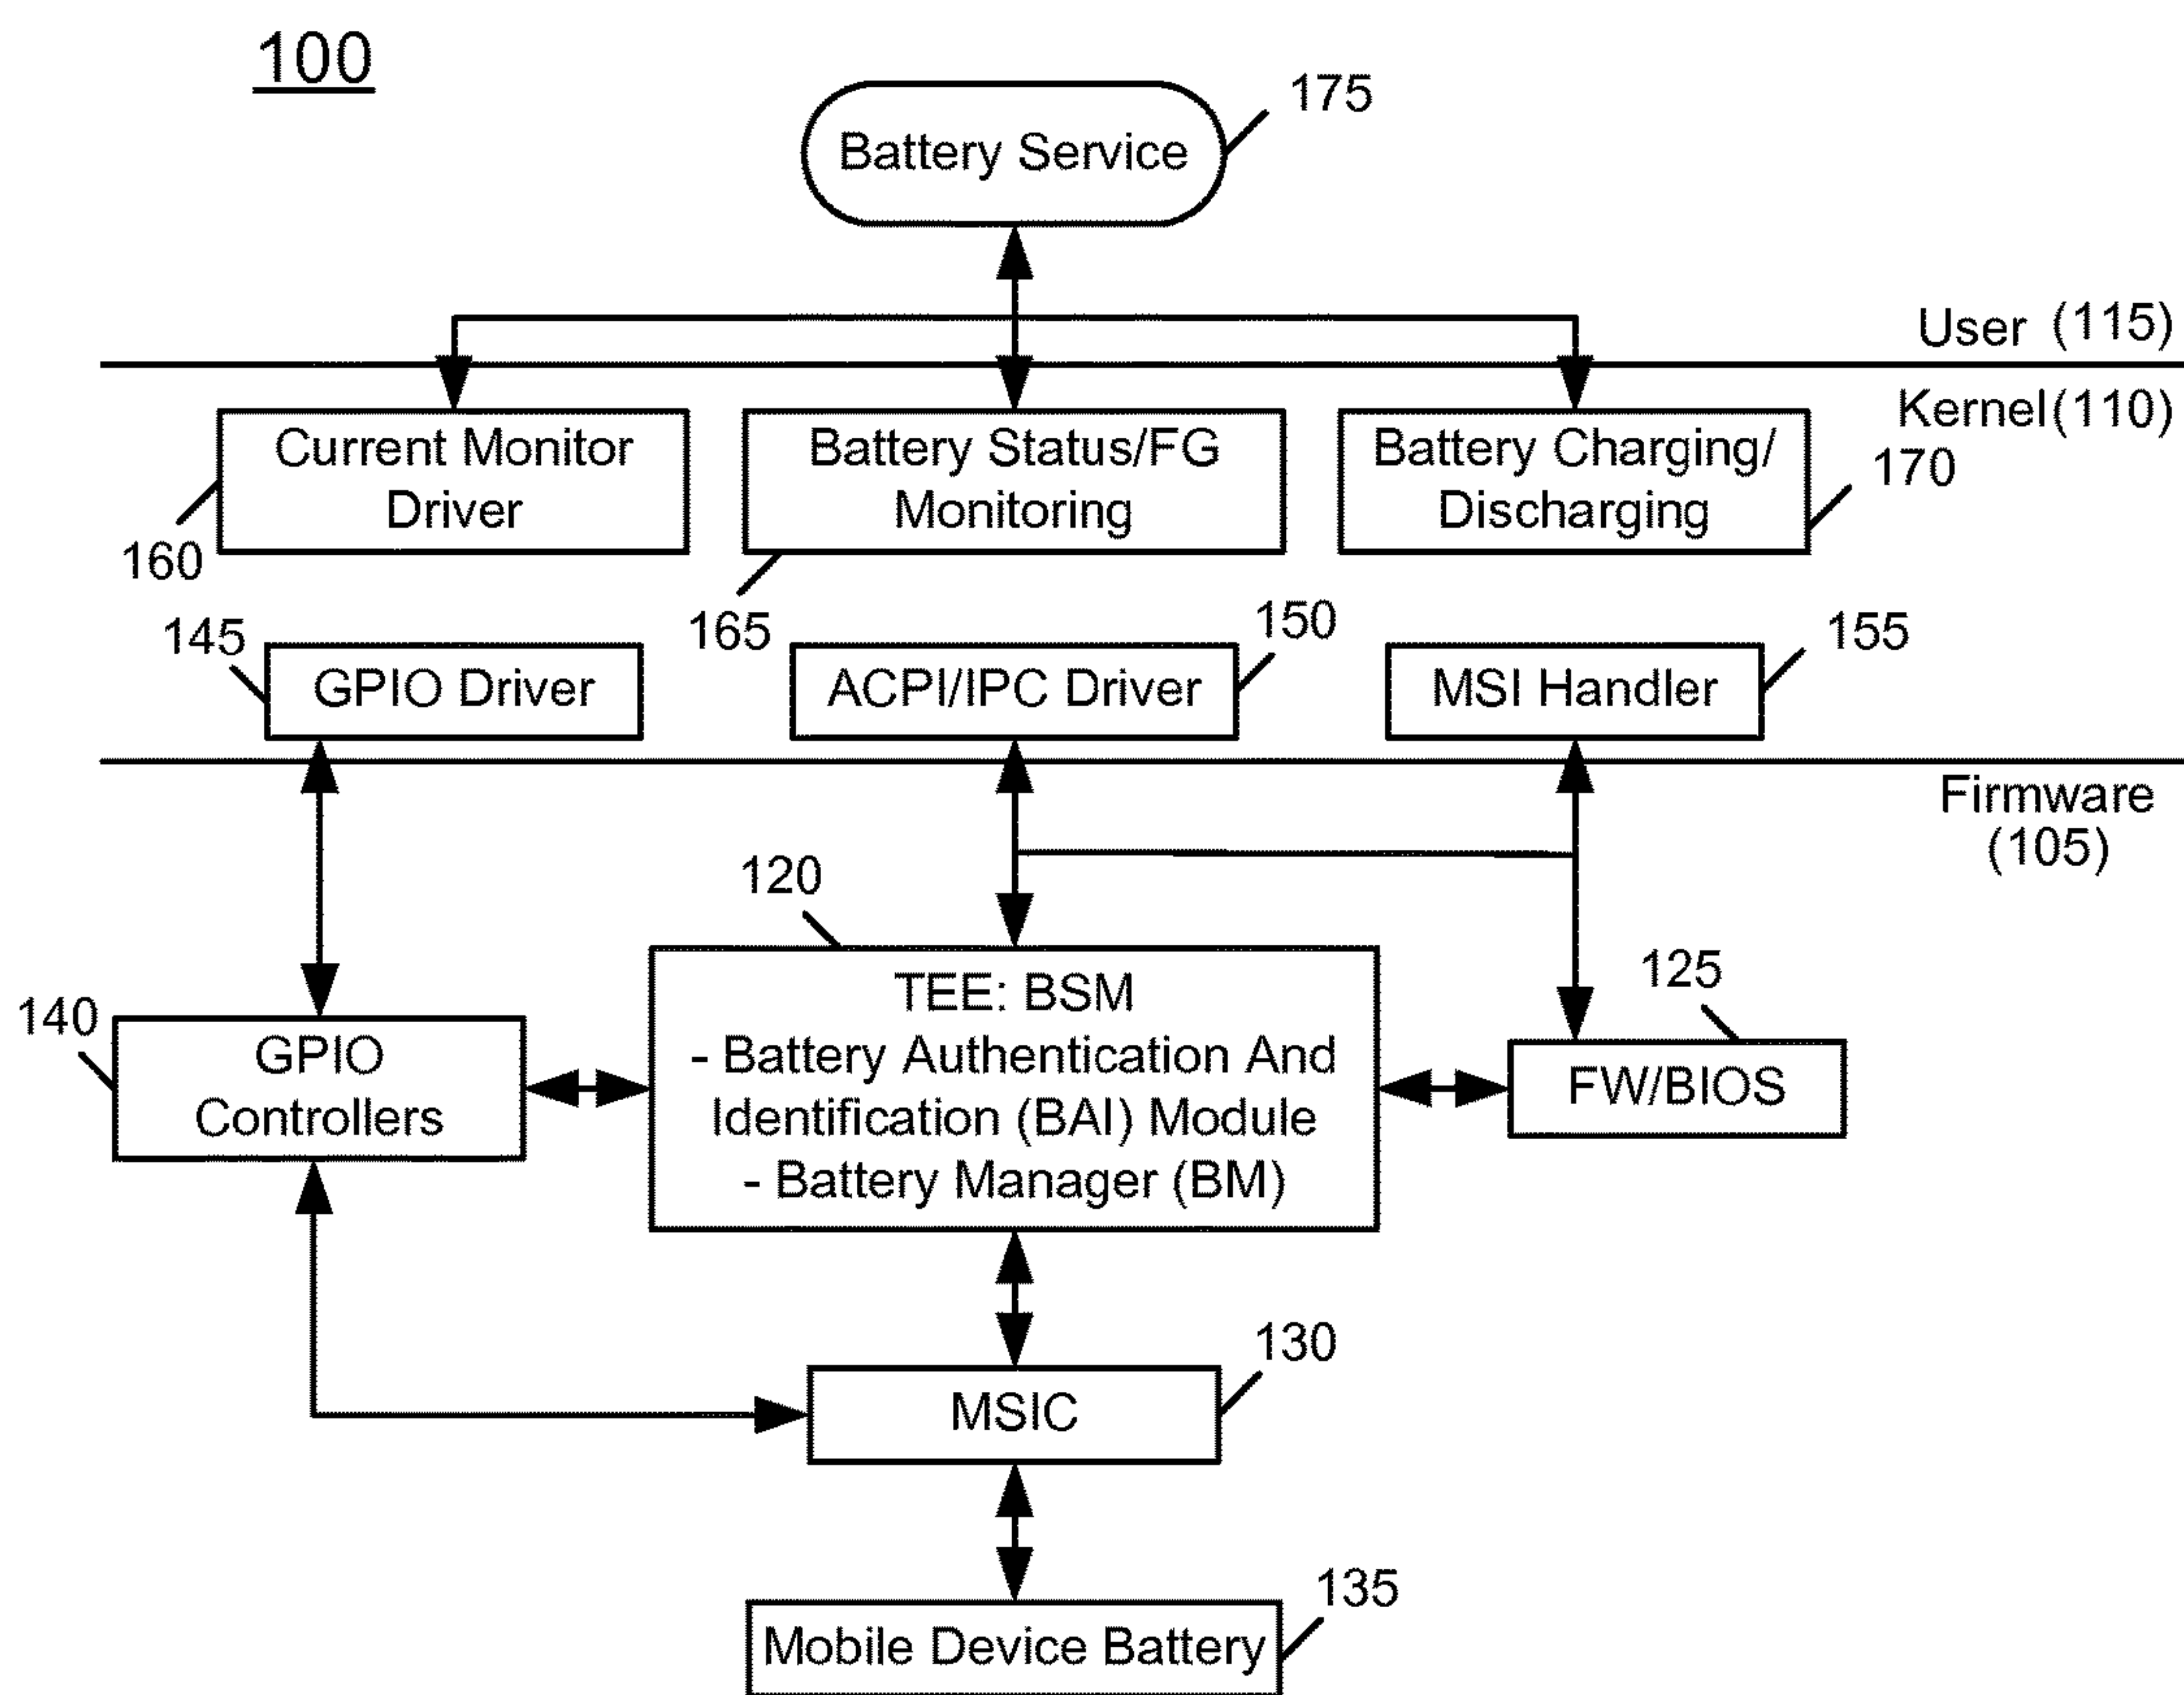 100
175
Battery Service
User (115)
Kernel (110)
Current Monitor
Driver
Battery Status/FG
Monitoring
Battery Charging/
Discharging
170
160
165
145
150
155
GPIO Driver
ACPI/IPC Driver
MSI Handler
Firmware
(105)
120
125
140
GPIO
Controllers
TEE: BSM
- Battery Authentication And
Identification (BAI) Module
- Battery Manager (BM)
FW/BIOS
130
MSIC
135
Mobile Device Battery